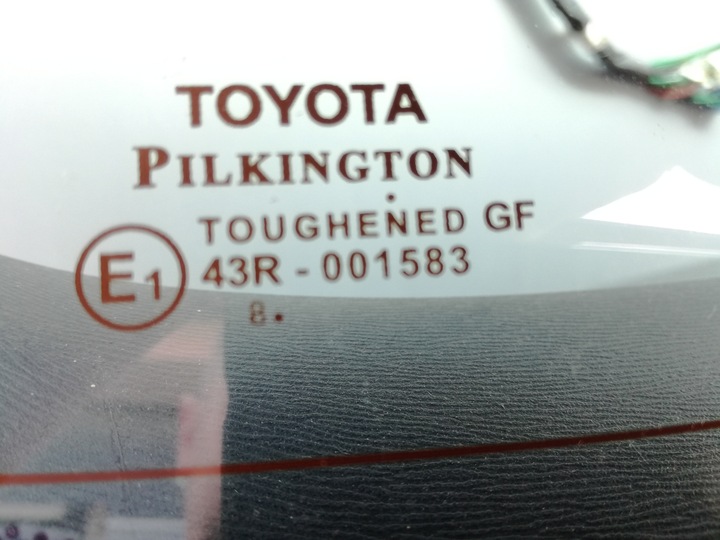 TOYOTA
PILKINGTON
TOUGHENED GF
E1 43R - 001583
8.